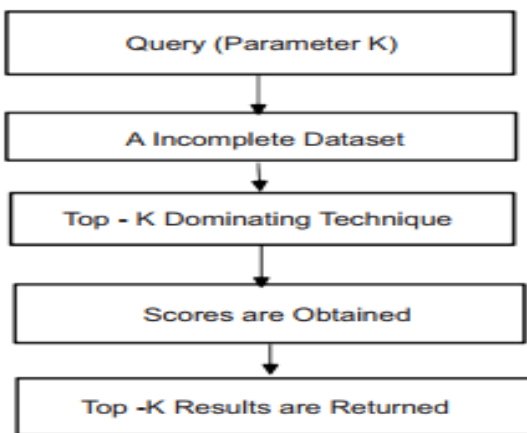 Query (Parameter K)
A Incomplete Dataset
Top - K Dominating Technique
Scores are Obtained
Top -K Results are Returned